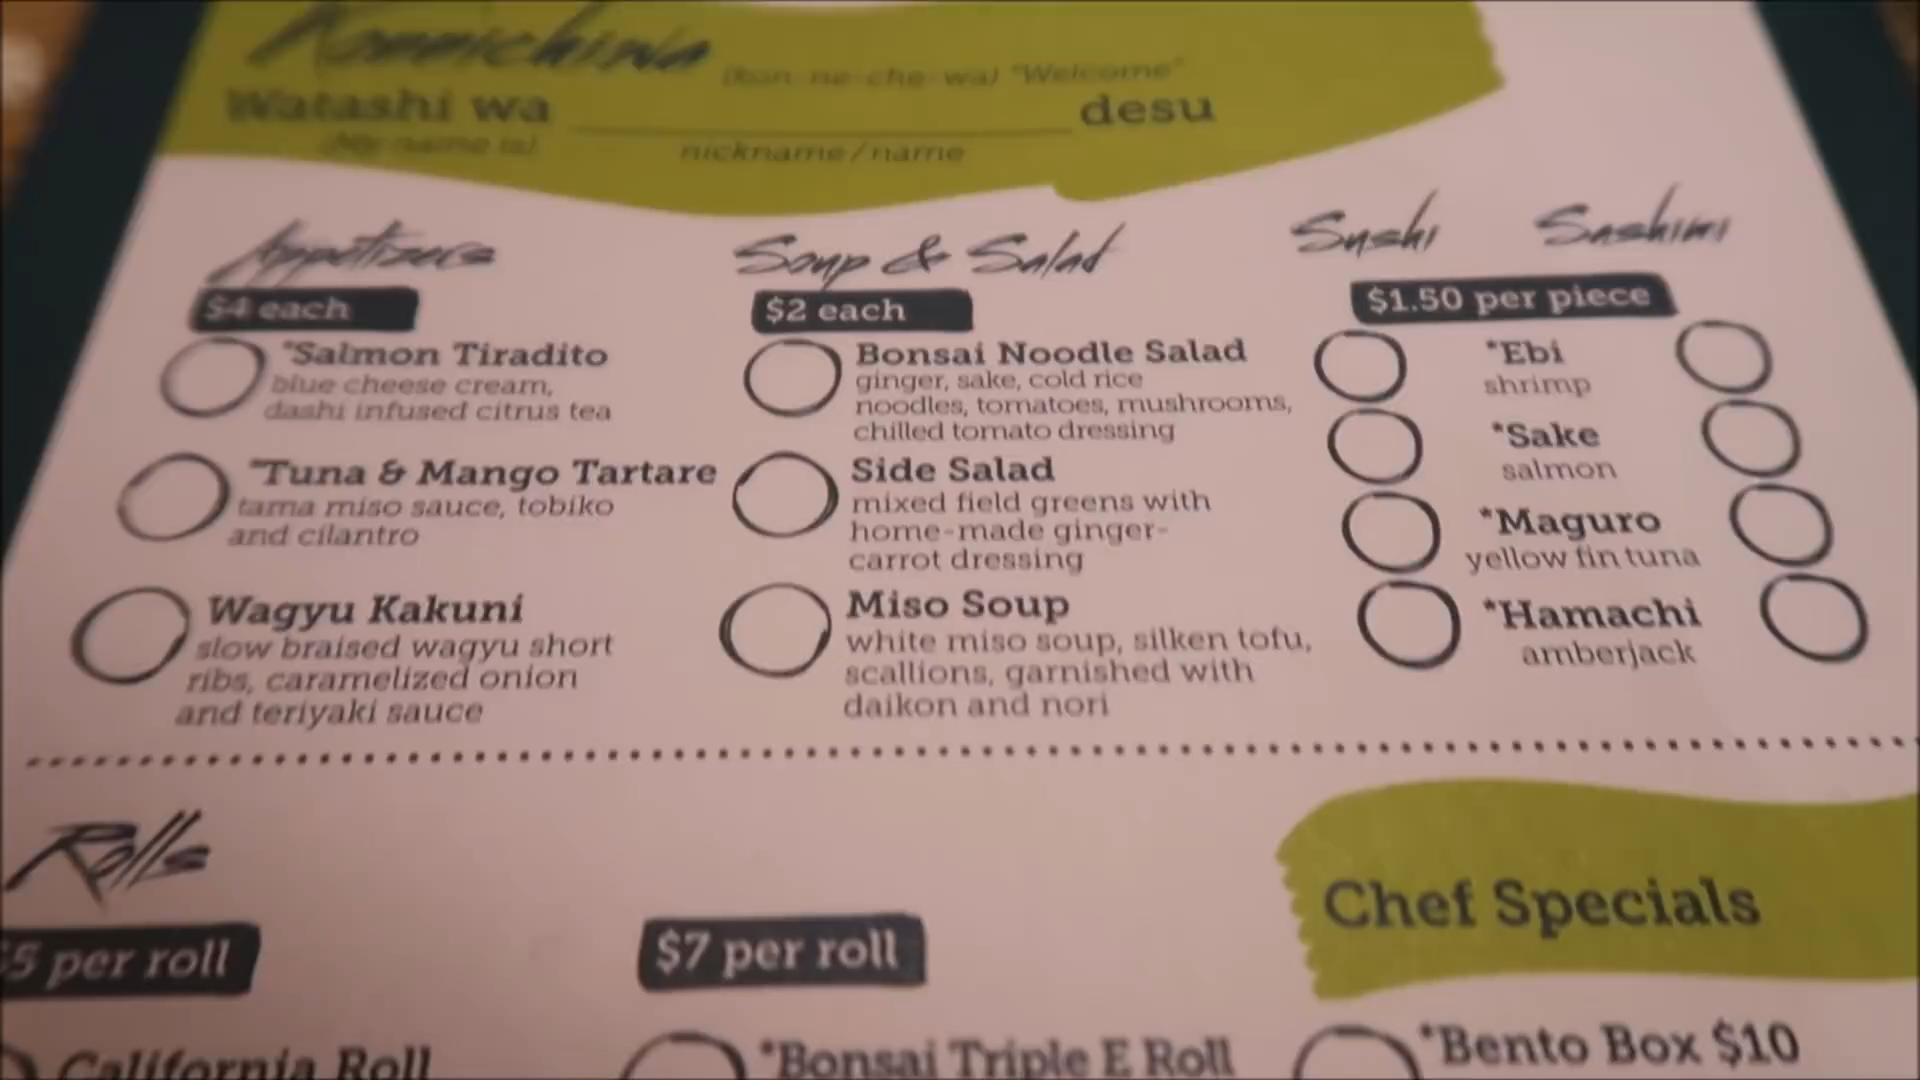 Konnichiwa (kon-ne-che-wa) "Welcome"
Watashi wa desu
(My name is) nickname/name
Appetizers
$4 each
*Salmon Tiradito
blue cheese cream,
dashi infused citrus tea
*Tuna & Mango Tartare
tama miso sauce, tobiko
and cilantro
Wagyu Kakuni
slow braised wagyu short
ribs, caramelized onion
and teriyaki sauce
Soup & Salad
$2 each
Bonsai Noodle Salad
ginger, sake, cold rice
noodles, tomatoes, mushrooms,
chilled tomato dressing
Side Salad
mixed field greens with
home-made ginger-
carrot dressing
Miso Soup
white miso soup, silken tofu,
scallions, garnished with
daikon and nori
Sushi Sashimi
$1.50 per piece
*Ebi
shrimp
*Sake
salmon
*Maguro
yellow fin tuna
*Hamachi
amberjack
Rolls
$5 per roll
California Roll
$7 per roll
*Bonsai Triple E Roll
Chef Specials
*Bento Box $10